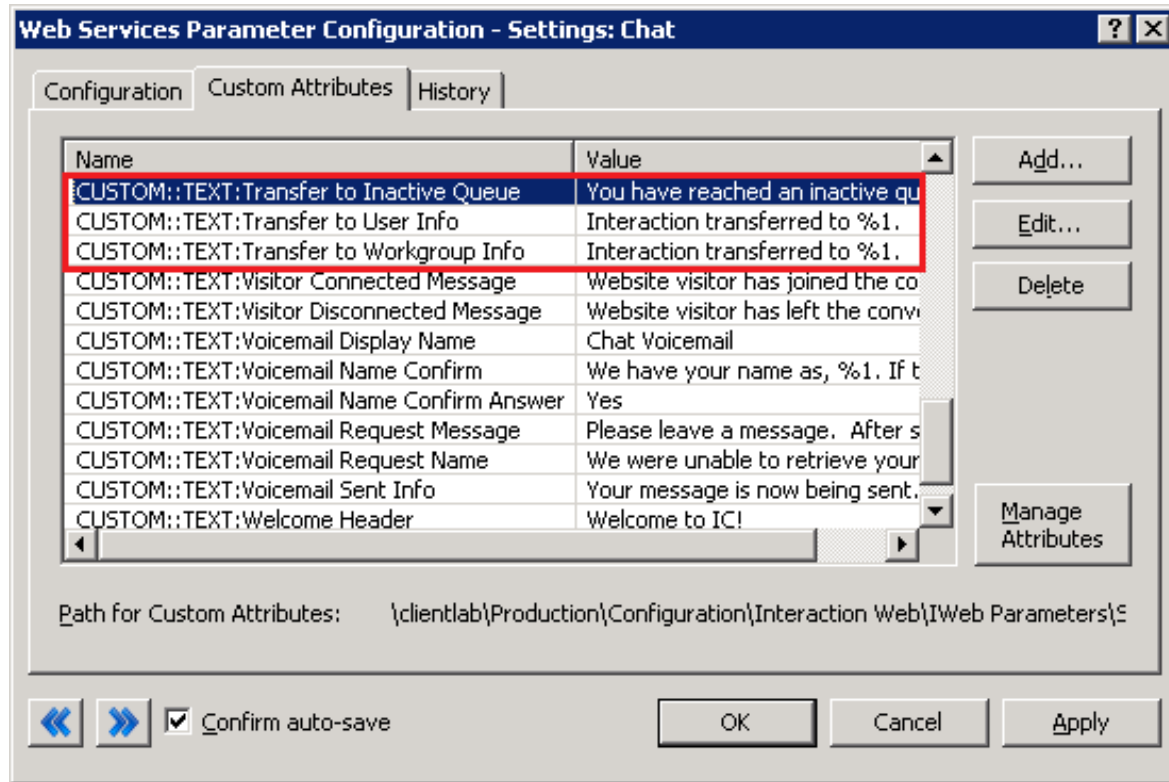 Web Services Parameter Configuration - Settings: Chat
Configuration Custom Attributes History
Name Value
CUSTOM::TEXT:Transfer to Inactive Queue You have reached an inactive qu
CUSTOM::TEXT:Transfer to User Info Interaction transferred to %1.
CUSTOM::TEXT:Transfer to Workgroup Info Interaction transferred to %1.
CUSTOM::TEXT:Visitor Connected Message Website visitor has joined the co
CUSTOM::TEXT:Visitor Disconnected Message Website visitor has left the conv
CUSTOM::TEXT:Voicemail Display Name Chat Voicemail
CUSTOM::TEXT:Voicemail Name Confirm We have your name as, %1. If t
CUSTOM::TEXT:Voicemail Name Confirm Answer Yes
CUSTOM::TEXT:Voicemail Request Message Please leave a message. After s
CUSTOM::TEXT:Voicemail Request Name We were unable to retrieve your
CUSTOM::TEXT:Voicemail Sent Info Your message is now being sent.
CUSTOM::TEXT:Welcome Header Welcome to IC!
Add...
Edit...
Delete
Manage
Attributes
Path for Custom Attributes: \clientlab\Production\Configuration\Interaction Web\IWeb Parameters\S
Confirm auto-save OK Cancel Apply